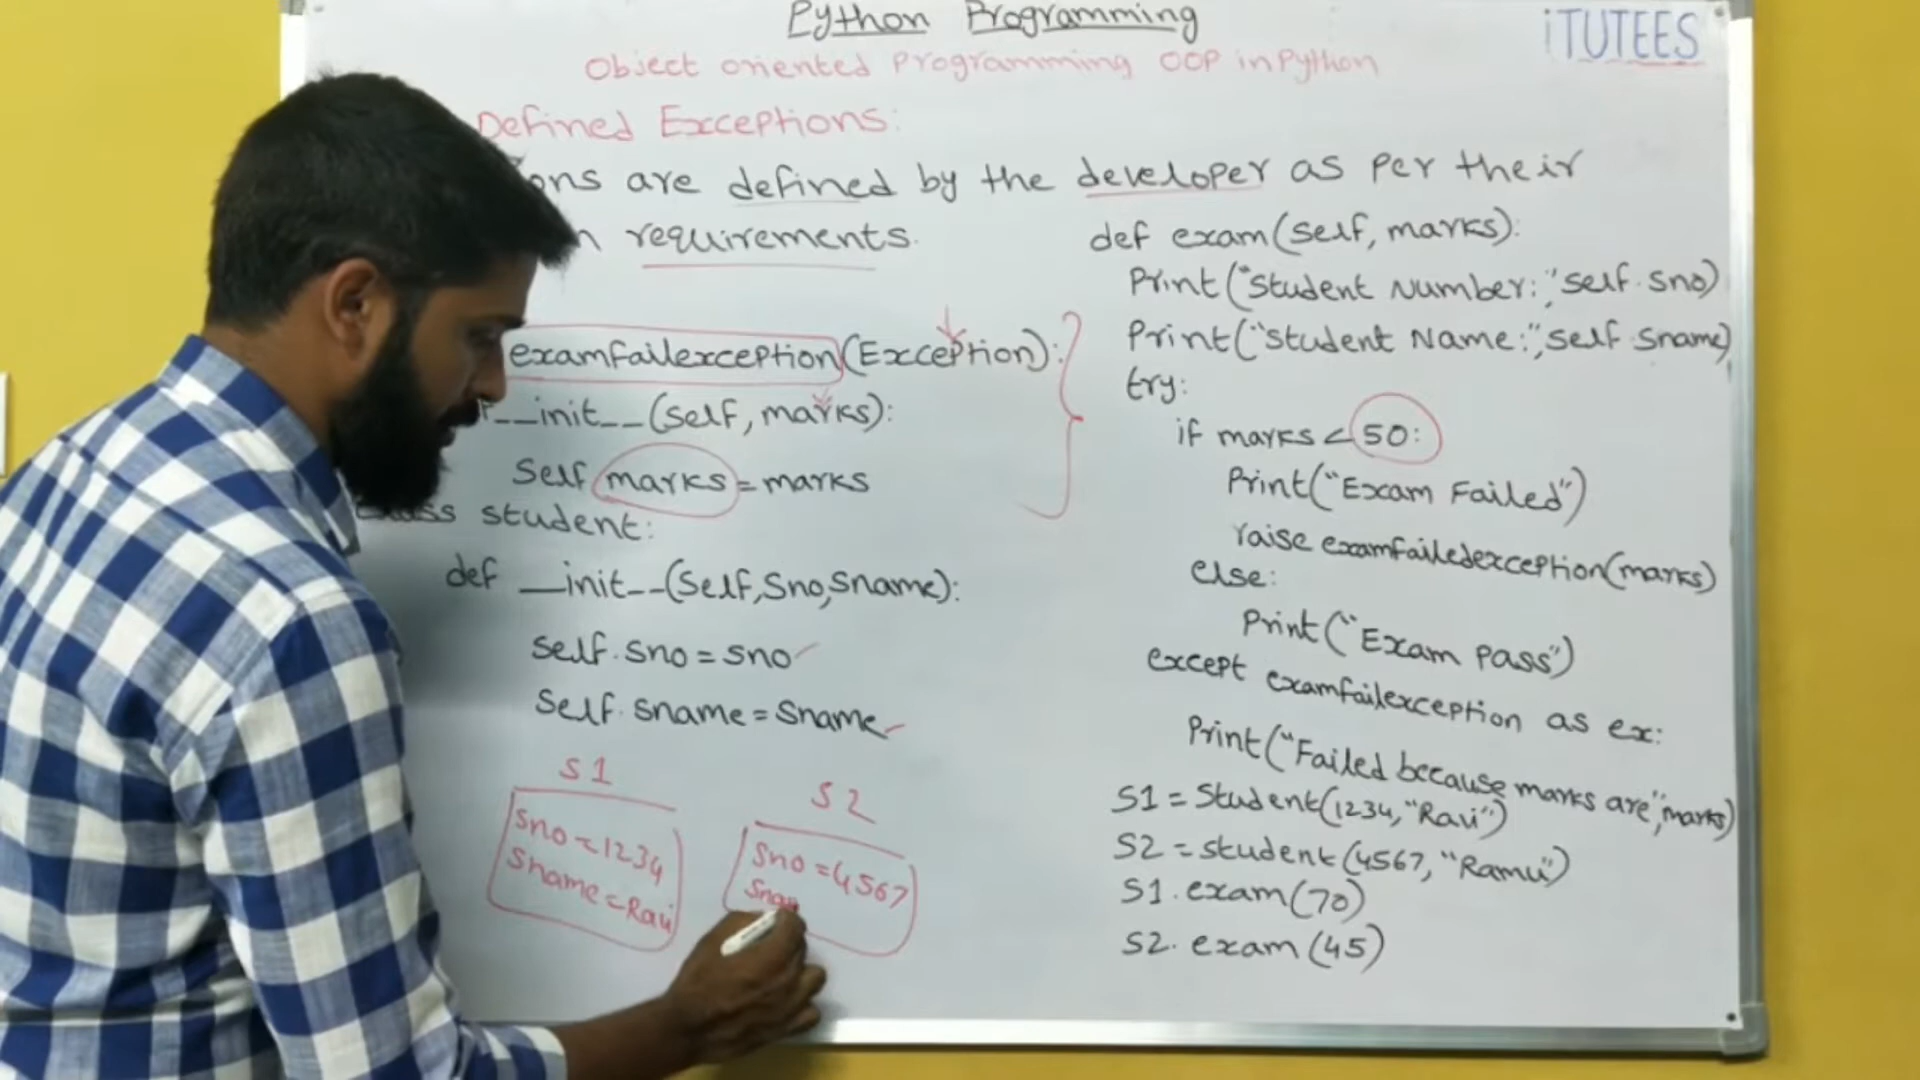 Python Programming
iTUTEES
Object oriented Programming OOP in Python
Defined Exceptions:
are defined by the developer as per their
requirements.
examfailexception(Exception):
__init__(self, marks):
self.marks = marks
class student:
def __init__(self,sno,sname):
self.sno = sno
self.sname = sname
S1
sno = 1234
sname = Ravi
S2
sno = 4567
def exam(self, marks):
Print("Student Number:",self.sno)
Print("Student Name:",self.sname)
try:
if marks < 50:
Print("Exam Failed")
raise examfailedexception(marks)
else:
Print("Exam pass")
except examfailexception as ex:
Print("Failed because marks are",marks)
S1 = Student(1234,"Ravi")
S2 = student(4567, "Ramu")
S1.exam(70)
S2.exam(45)